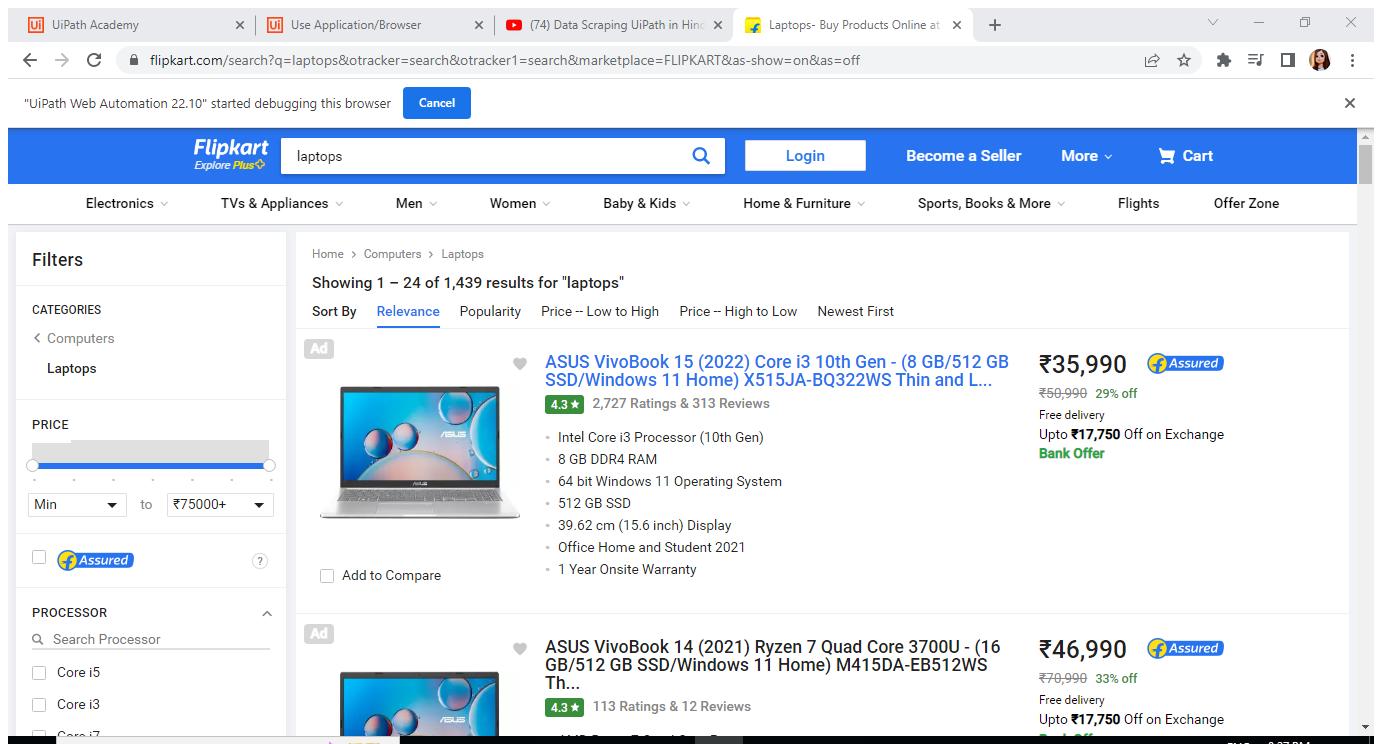 UiPath Academy
Use Application/Browser
(74) Data Scraping UiPath in Hind
Laptops- Buy Products Online at
flipkart.com/search?q=laptops&otracker=search&otracker1=search&marketplace=FLIPKART&as-show=on&as=off
"UiPath Web Automation 22.10" started debugging this browser
Cancel
Flipkart
Explore Plus
laptops
Login
Become a Seller
More
Cart
Electronics
TVs & Appliances
Men
Women
Baby & Kids
Home & Furniture
Sports, Books & More
Flights
Offer Zone
Filters
CATEGORIES
Computers
Laptops
PRICE
Min
to
₹75000+
Assured
?
PROCESSOR
Search Processor
Core i5
Core i3
Core i7
Home > Computers > Laptops
Showing 1 – 24 of 1,439 results for "laptops"
Sort By Relevance Popularity Price -- Low to High Price -- High to Low Newest First
Ad
ASUS
Add to Compare
ASUS VivoBook 15 (2022) Core i3 10th Gen - (8 GB/512 GB
SSD/Windows 11 Home) X515JA-BQ322WS Thin and L...
4.3★ 2,727 Ratings & 313 Reviews
Intel Core i3 Processor (10th Gen)
8 GB DDR4 RAM
64 bit Windows 11 Operating System
512 GB SSD
39.62 cm (15.6 inch) Display
Office Home and Student 2021
1 Year Onsite Warranty
₹35,990
Assured
₹50,990 29% off
Free delivery
Upto ₹17,750 Off on Exchange
Bank Offer
Ad
ASUS
ASUS VivoBook 14 (2021) Ryzen 7 Quad Core 3700U - (16
GB/512 GB SSD/Windows 11 Home) M415DA-EB512WS
Th...
4.3★ 113 Ratings & 12 Reviews
₹46,990
Assured
₹70,990 33% off
Free delivery
Upto ₹17,750 Off on Exchange